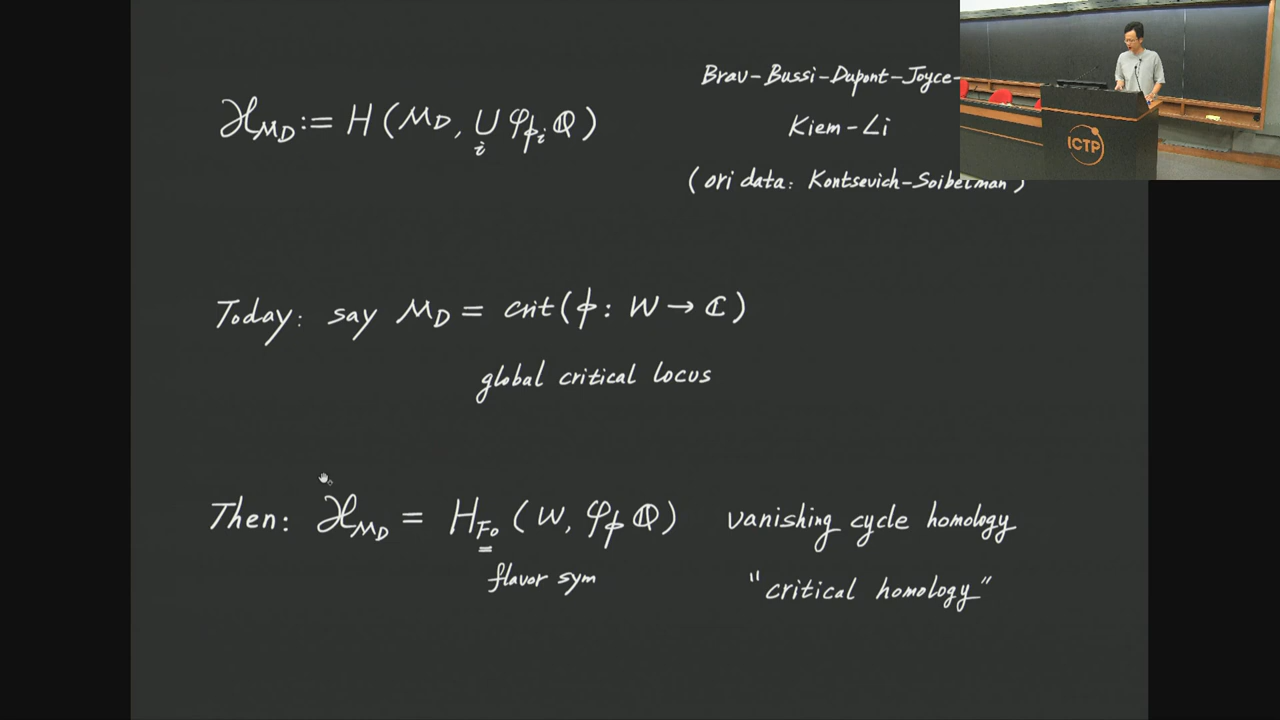 ℋ_{M_D} := H(M_D, ∪_i φ_{ϕ_i} ℚ)
Brav-Bussi-Dupont-Joyce-
Kiem-Li
(ori data: Kontsevich-Soibelman)
ICTP
Today: say M_D = crit(ϕ: W → ℂ)
global critical locus
Then: ℋ_{M_D} = H_{F_0}(W, φ_ϕ ℚ) vanishing cycle homology
flavor sym "critical homology"